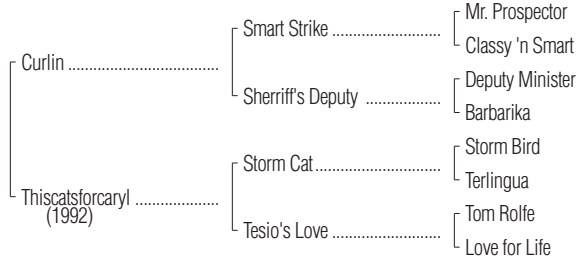 Mr. Prospector
Smart Strike ......................
Classy 'n Smart
Curlin ...............................
Deputy Minister
Sherriff's Deputy ...............
Barbarika
Storm Bird
Storm Cat..........................
Terlingua
Thiscatsforcaryl .................
(1992)
Tom Rolfe
Tesio's Love ......................
Love for Life